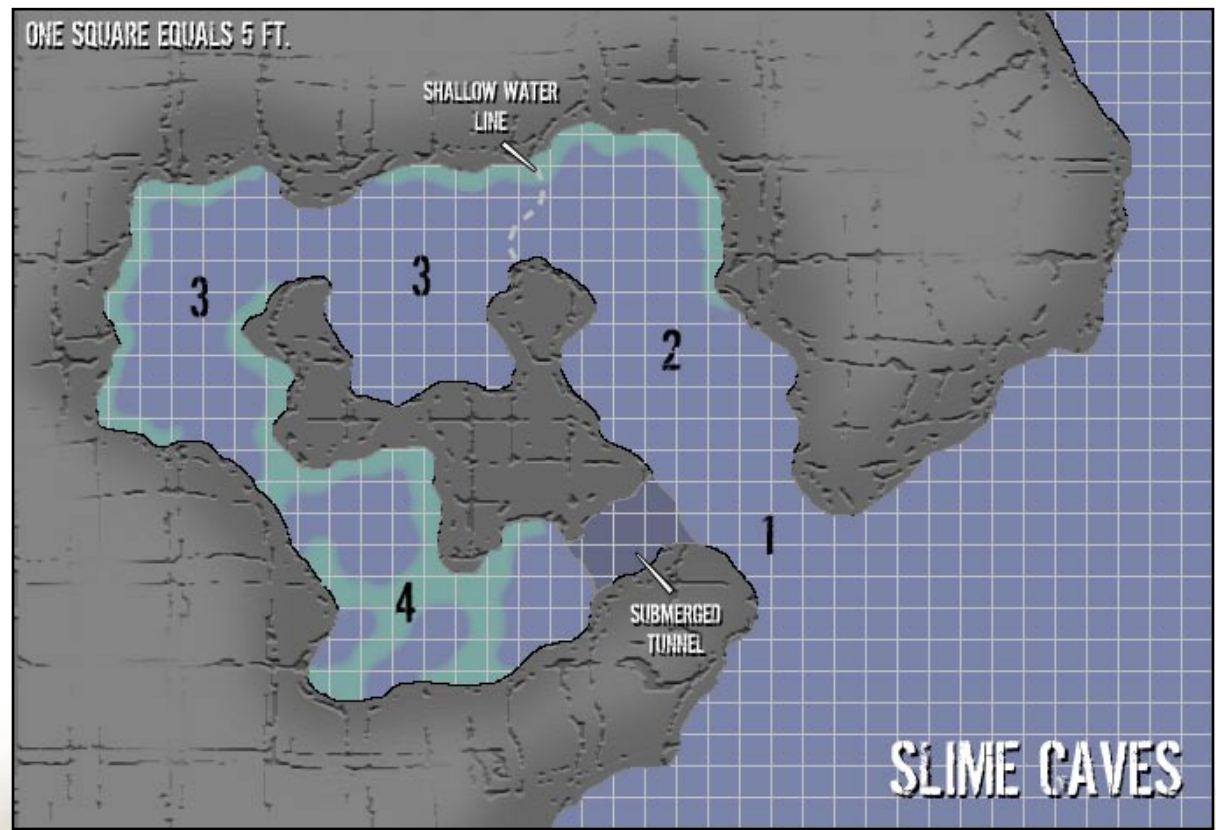 ONE SQUARE EQUALS 5 FT.
SHALLOW WATER
LINE
3
3
2
1
4
SUBMERGED
TUNNEL
SLIME CAVES